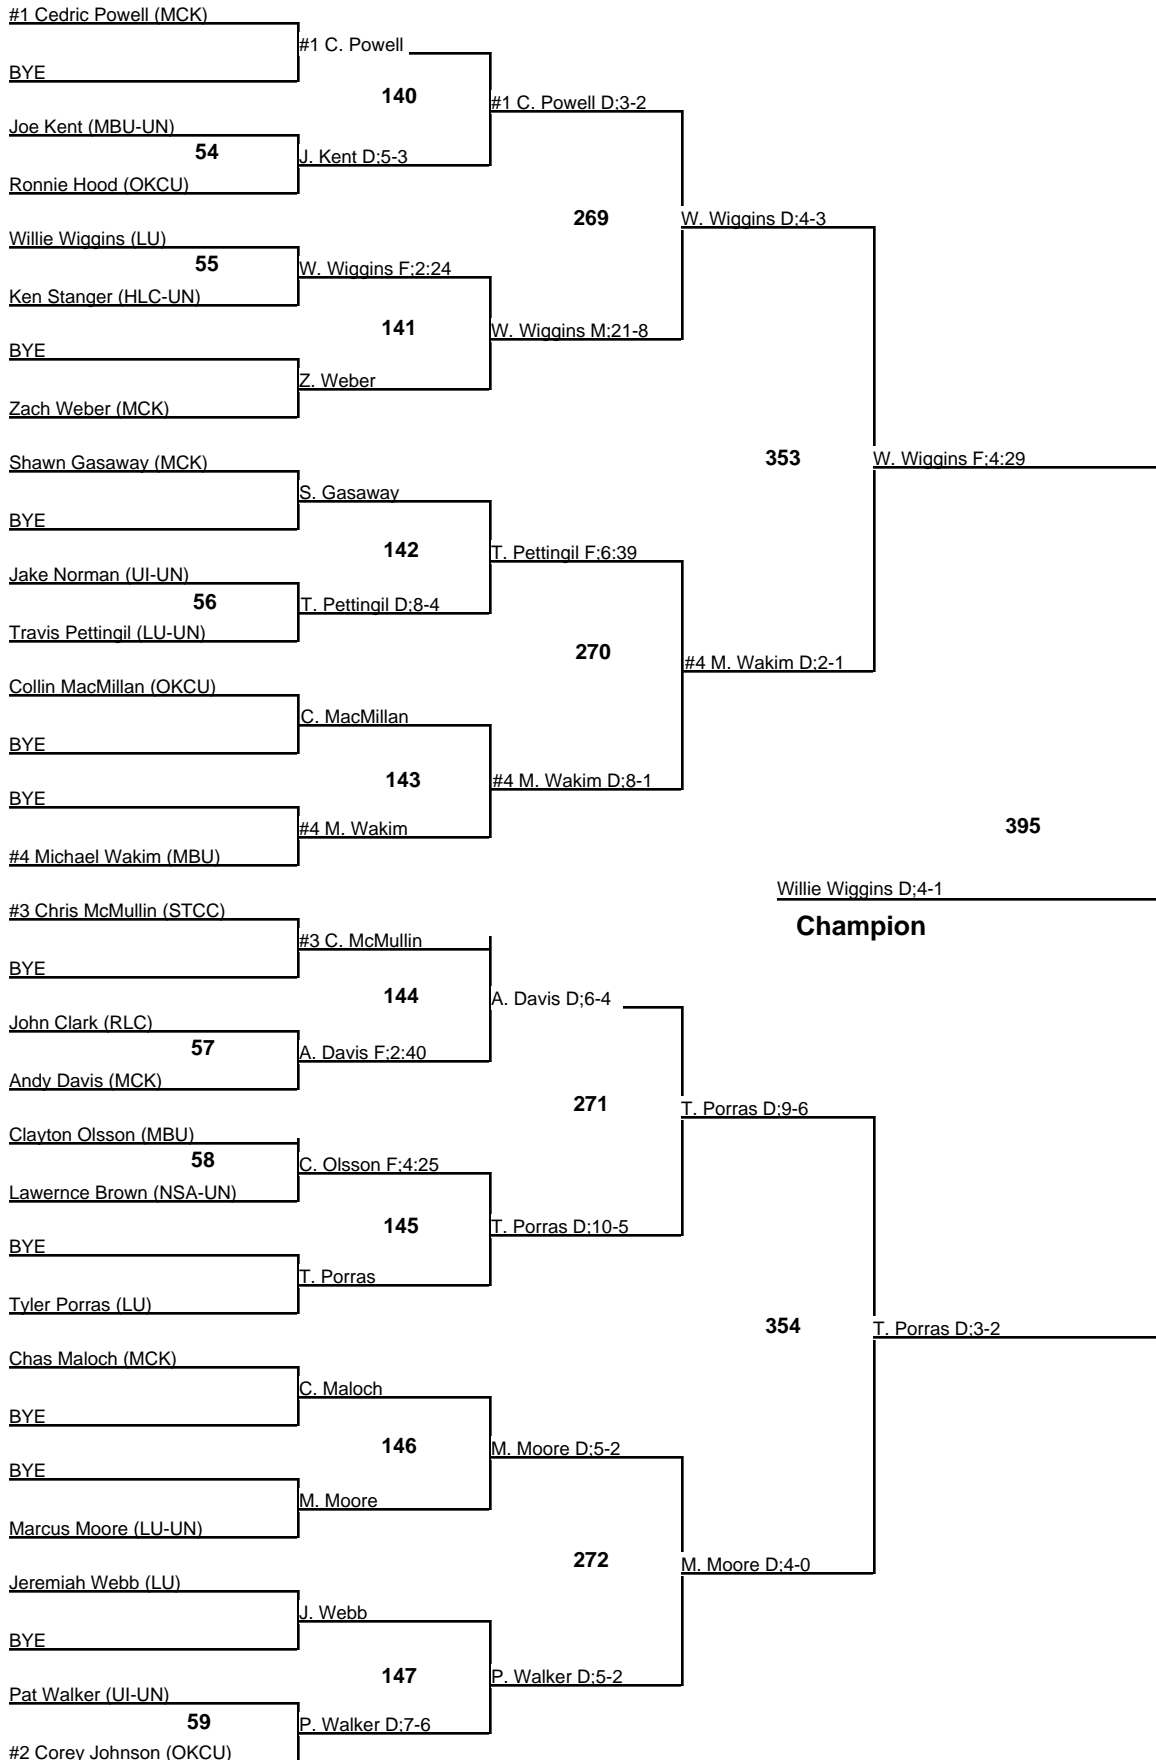 #1 Cedric Powell (MCK)
#1 C. Powell
BYE
140
#1 C. Powell D;3-2
Joe Kent (MBU-UN)
54
J. Kent D;5-3
Ronnie Hood (OKCU)
269
W. Wiggins D;4-3
Willie Wiggins (LU)
55
W. Wiggins F;2:24
Ken Stanger (HLC-UN)
141
W. Wiggins M;21-8
BYE
Z. Weber
Zach Weber (MCK)
353
W. Wiggins F;4:29
Shawn Gasaway (MCK)
S. Gasaway
BYE
142
T. Pettingil F;6:39
Jake Norman (UI-UN)
56
T. Pettingil D;8-4
Travis Pettingil (LU-UN)
270
#4 M. Wakim D;2-1
Collin MacMillan (OKCU)
C. MacMillan
BYE
143
#4 M. Wakim D;8-1
BYE
#4 M. Wakim
395
#4 Michael Wakim (MBU)
Willie Wiggins D;4-1
Champion
#3 Chris McMullin (STCC)
#3 C. McMullin
BYE
144
A. Davis D;6-4
John Clark (RLC)
57
A. Davis F;2:40
Andy Davis (MCK)
271
T. Porras D;9-6
Clayton Olsson (MBU)
58
C. Olsson F;4:25
Lawernce Brown (NSA-UN)
145
T. Porras D;10-5
BYE
T. Porras
Tyler Porras (LU)
354
T. Porras D;3-2
Chas Maloch (MCK)
C. Maloch
BYE
146
M. Moore D;5-2
BYE
M. Moore
Marcus Moore (LU-UN)
272
M. Moore D;4-0
Jeremiah Webb (LU)
J. Webb
BYE
147
P. Walker D;5-2
Pat Walker (UI-UN)
59
P. Walker D;7-6
#2 Corey Johnson (OKCU)